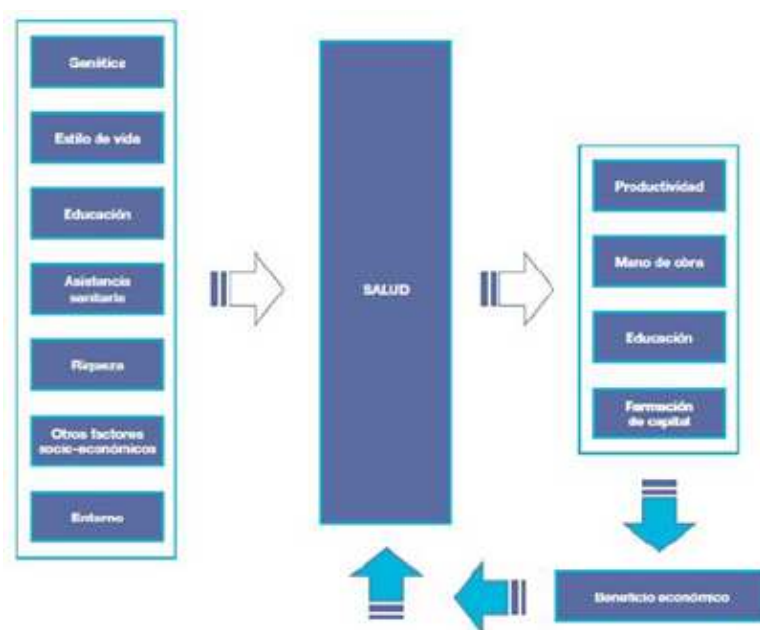 Genética
Estilo de vida
Educación
Asistencia
sanitaria
Riqueza
Otros factores
socio-económicos
Entorno
SALUD
Productividad
Mano de obra
Educación
Formación
de capital
Beneficio económico